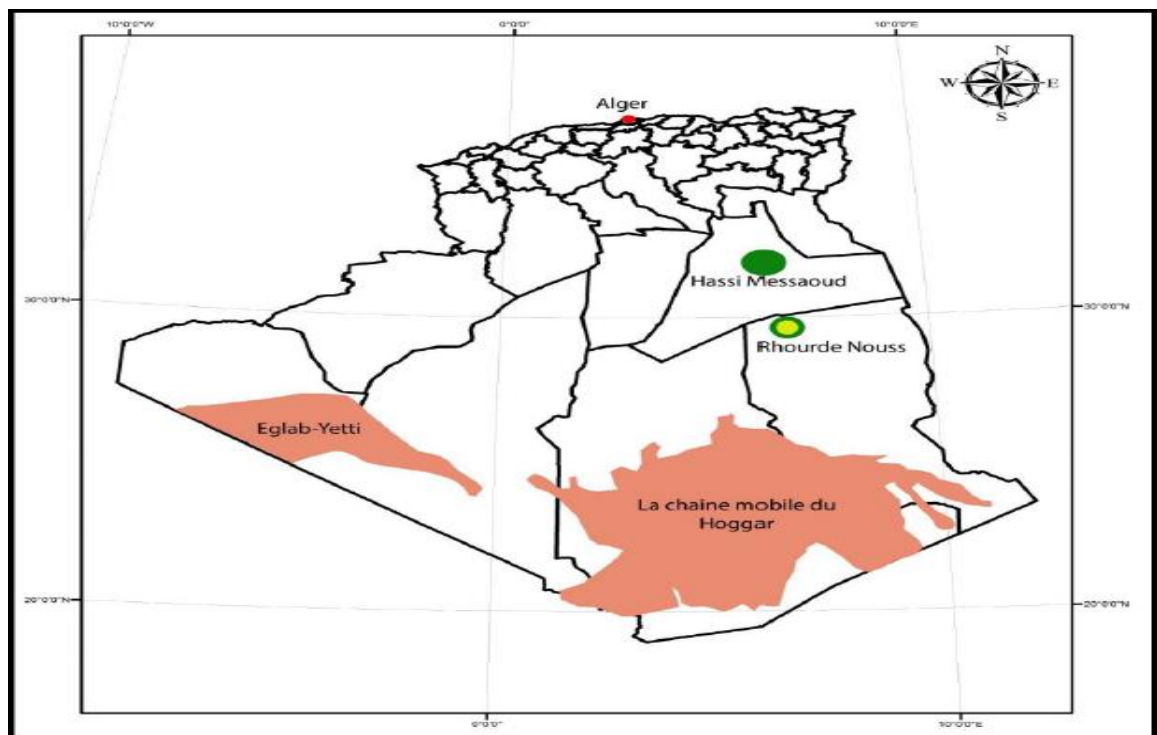 10°0'0"W
0°0'0"
10°0'0"E
N
W
E
S
Alger
Hassi Messaoud
30°0'0"N
30°0'0"N
Rhourde Nouss
Eglab-Yetti
La chaîne mobile du
Hoggar
20°0'0"N
20°0'0"N
0°0'0"
10°0'0"E